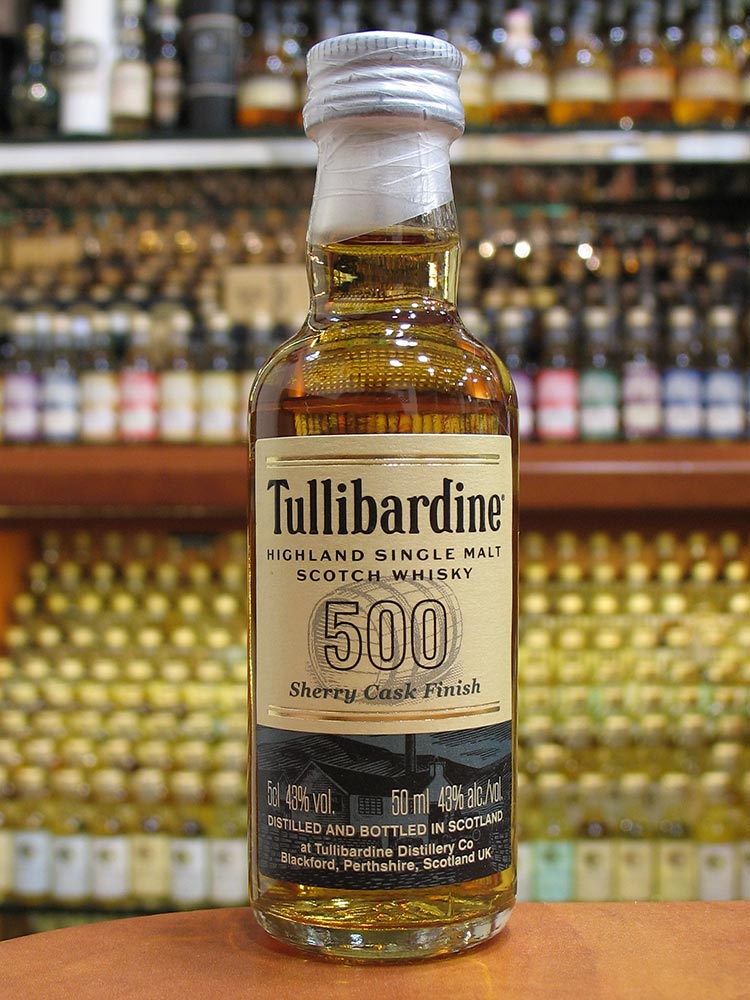 Tullibardine®
HIGHLAND SINGLE MALT
SCOTCH WHISKY
500
Sherry Cask Finish
5cl 43% vol. 50 ml 43% alc./vol.
DISTILLED AND BOTTLED IN SCOTLAND
at Tullibardine Distillery Co
Blackford, Perthshire, Scotland UK